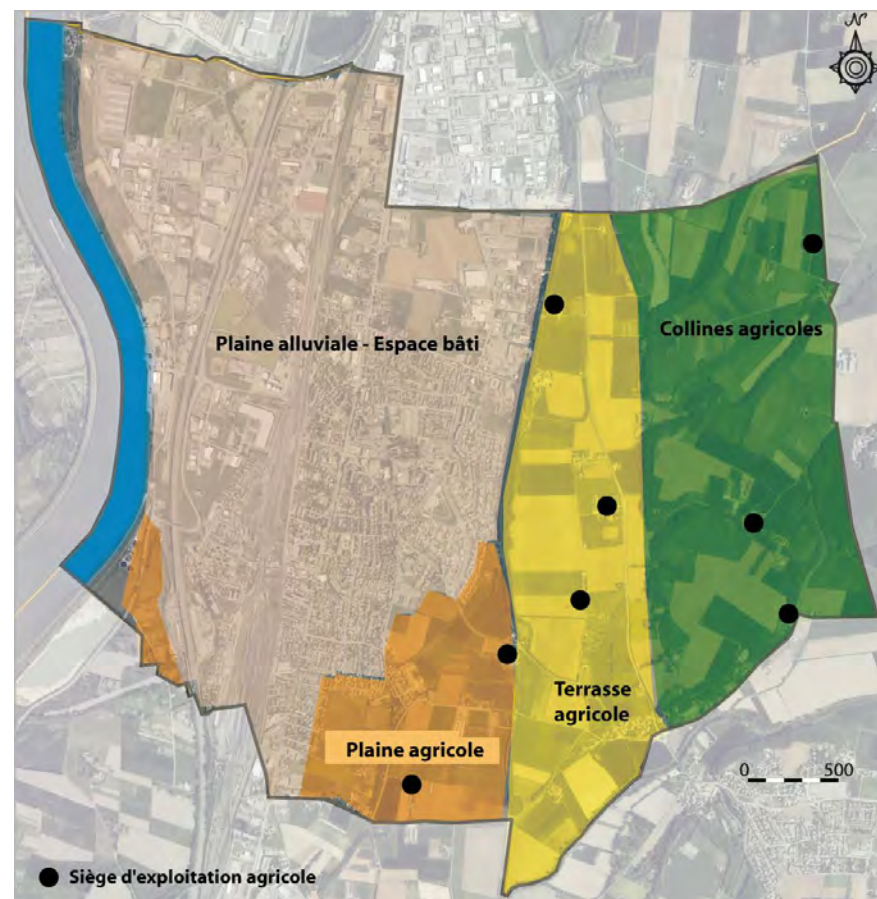 N
Plaine alluviale - Espace bâti
Collines agricoles
Terrasse
agricole
Plaine agricole
0 500
Siège d'exploitation agricole